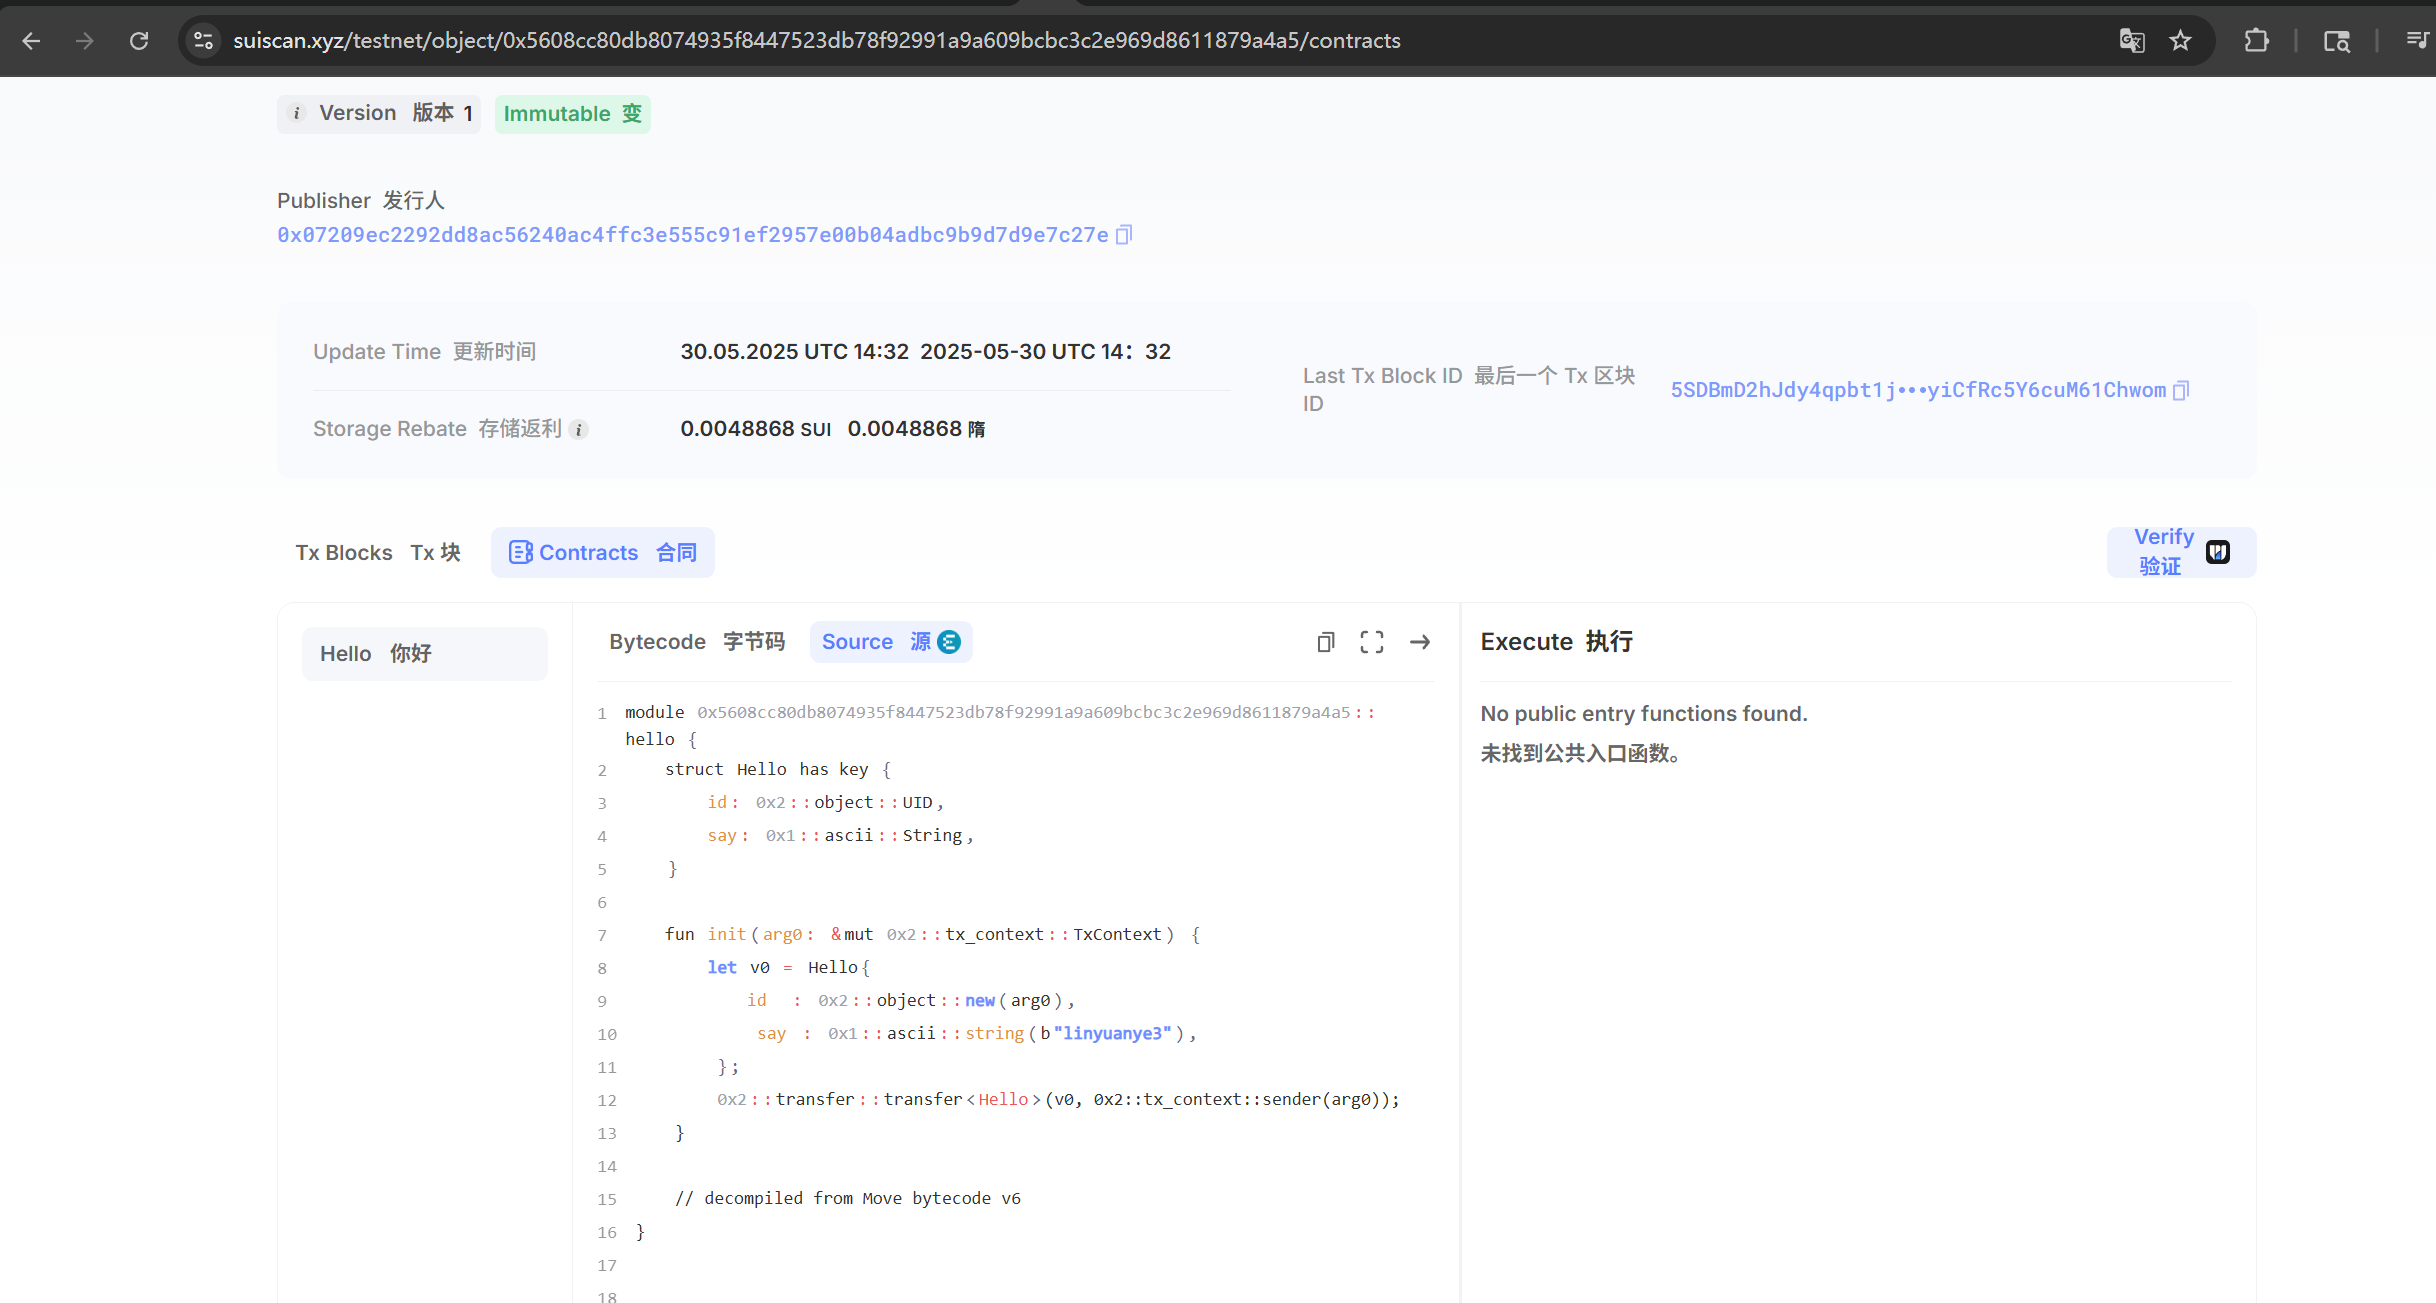 suiscan.xyz/testnet/object/0x5608cc80db8074935f8447523db78f92991a9a609bcbc3c2e969d8611879a4a5/contracts
Version 版本 1 Immutable 变
Publisher 发行人
0x07209ec2292dd8ac56240ac4ffc3e555c91ef2957e00b04adbc9b9d7d9e7c27e
Update Time 更新时间 30.05.2025 UTC 14:32 2025-05-30 UTC 14：32
Storage Rebate 存储返利 0.0048868 SUI 0.0048868 隋
Last Tx Block ID 最后一个 Tx 区块
ID
5SDBmD2hJdy4qpbt1j•••yiCfRc5Y6cuM61Chwom
Tx Blocks Tx 块 Contracts 合同
Verify
验证
Hello 你好
Bytecode 字节码 Source 源
1 module 0x5608cc80db8074935f8447523db78f92991a9a609bcbc3c2e969d8611879a4a5::
hello {
2 struct Hello has key {
3 id: 0x2::object::UID,
4 say: 0x1::ascii::String,
5 }
6
7 fun init(arg0: &mut 0x2::tx_context::TxContext) {
8 let v0 = Hello{
9 id : 0x2::object::new(arg0),
10 say : 0x1::ascii::string(b"linyuanye3"),
11 };
12 0x2::transfer::transfer<Hello>(v0, 0x2::tx_context::sender(arg0));
13 }
14
15 // decompiled from Move bytecode v6
16 }
17
18
Execute 执行
No public entry functions found.
未找到公共入口函数。